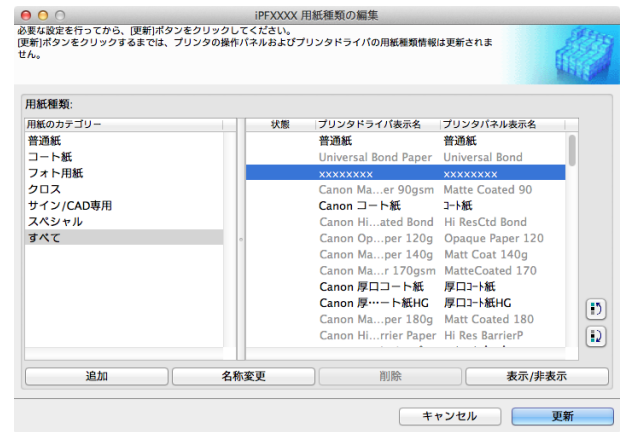 iPFXXXX 用紙種類の編集
必要な設定を行ってから、[更新]ボタンをクリックしてください。
[更新]ボタンをクリックするまでは、プリンタの操作パネルおよびプリンタドライバの用紙種類情報は更新されま
せん。
用紙種類:
用紙のカテゴリー 状態 プリンタドライバ表示名 プリンタパネル表示名
普通紙 普通紙 普通紙
コート紙 Universal Bond Paper Universal Bond
フォト用紙 xxxxxxxx xxxxxxxx
クロス Canon Ma...er 90gsm Matte Coated 90
サイン/CAD専用 Canon コート紙 コート紙
スペシャル Canon Hi...ated Bond Hi ResCtd Bond
すべて Canon Op...per 120g Opaque Paper 120
Canon Ma...per 140g Matt Coat 140g
Canon Ma...r 170gsm MatteCoated 170
Canon 厚口コート紙 厚口コート紙
Canon 厚…ート紙HG 厚口コート紙HG
Canon Ma...per 180g Matt Coated 180
Canon Hi...rrier Paper Hi Res BarrierP
追加 名称変更 削除 表示/非表示
キャンセル 更新